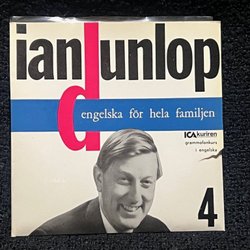 ian dunlop
engelska för hela familjen
ICA kuriren
grammofonkurs
i engelska
4